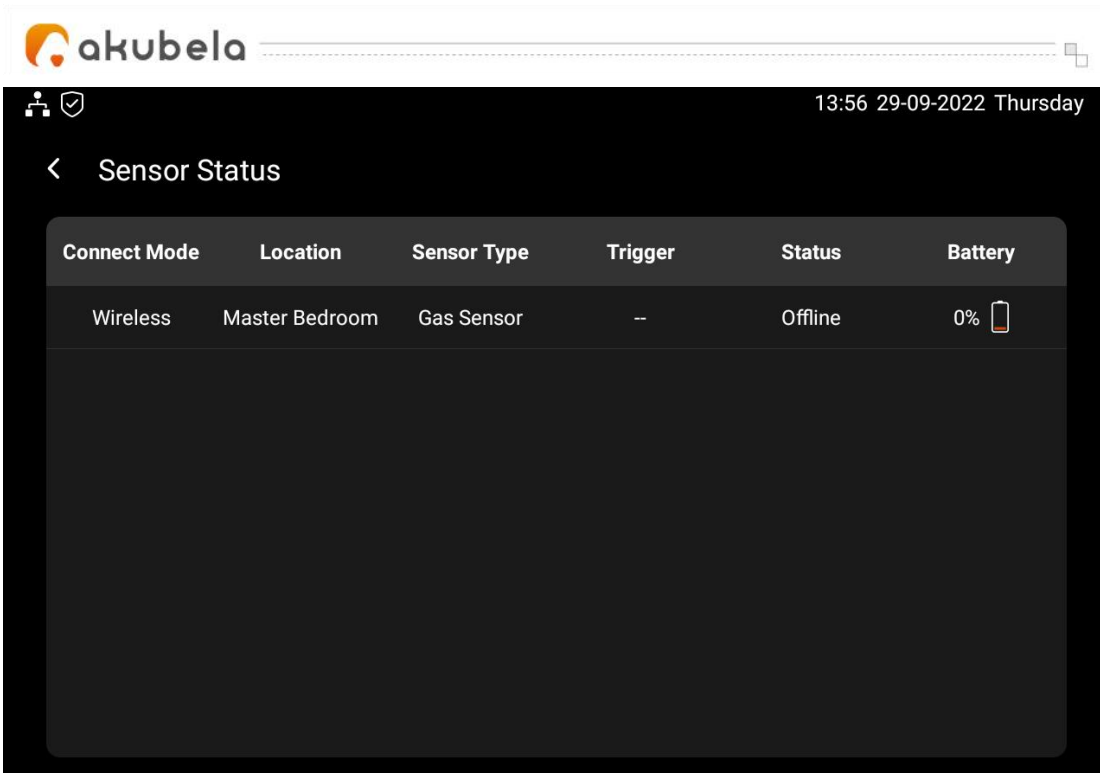 akubela
13:56 29-09-2022 Thursday
Sensor Status
Connect Mode Location Sensor Type Trigger Status Battery
Wireless Master Bedroom Gas Sensor -- Offline 0%